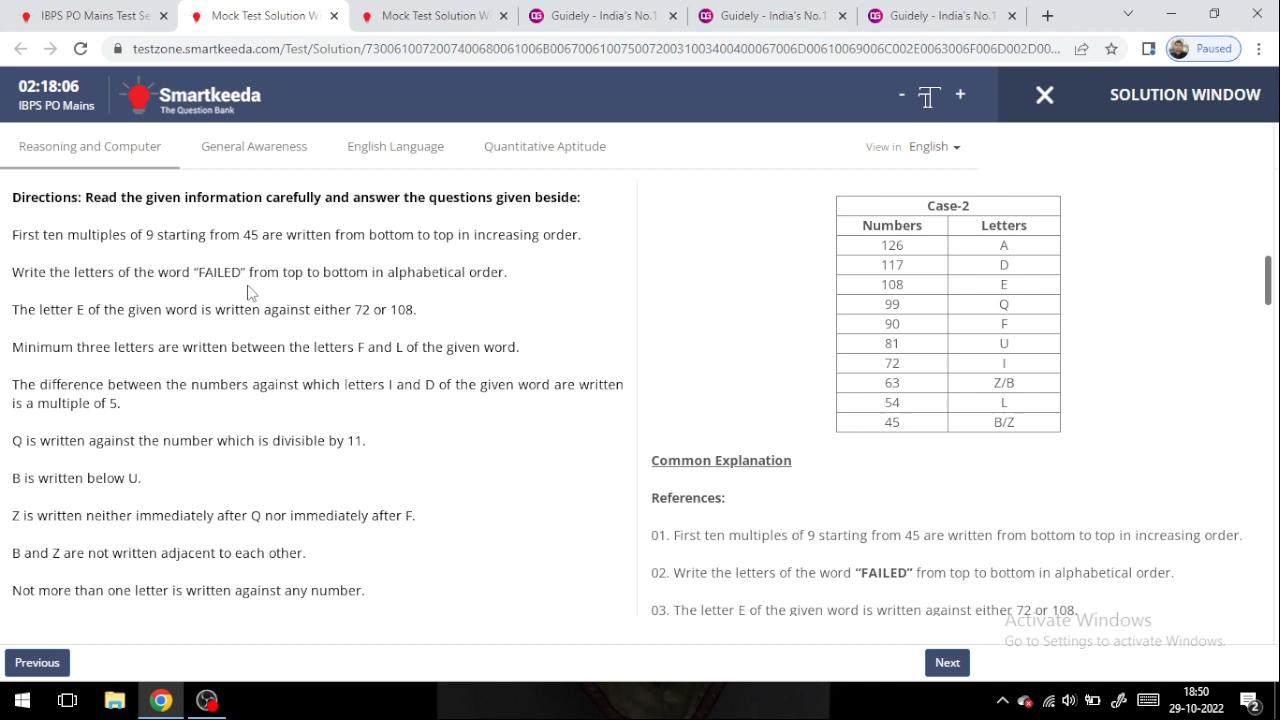 IBPS PO Mains Test Se
Mock Test Solution Wi
Mock Test Solution W
Guidely - India's No.1
Guidely - India's No.1
Guidely - India's No.1
testzone.smartkeeda.com/Test/Solution/7300610072007400080061006B00670061007500720031003400400067006D00610069006C002E0063006F006D002D00...
Paused
02:18:06
IBPS PO Mains
Smartkeeda
The Question Bank
- T +
X SOLUTION WINDOW
Reasoning and Computer General Awareness English Language Quantitative Aptitude View in English
Directions: Read the given information carefully and answer the questions given beside:
First ten multiples of 9 starting from 45 are written from bottom to top in increasing order.
Write the letters of the word “FAILED” from top to bottom in alphabetical order.
The letter E of the given word is written against either 72 or 108.
Minimum three letters are written between the letters F and L of the given word.
The difference between the numbers against which letters I and D of the given word are written
is a multiple of 5.
Q is written against the number which is divisible by 11.
B is written below U.
Z is written neither immediately after Q nor immediately after F.
B and Z are not written adjacent to each other.
Not more than one letter is written against any number.
Case-2
Numbers Letters
126 A
117 D
108 E
99 Q
90 F
81 U
72 I
63 Z/B
54 L
45 B/Z
Common Explanation
References:
01. First ten multiples of 9 starting from 45 are written from bottom to top in increasing order.
02. Write the letters of the word “FAILED” from top to bottom in alphabetical order.
03. The letter E of the given word is written against either 72 or 108.
Activate Windows
Go to Settings to activate Windows.
Previous
Next
18:50
29-10-2022
2